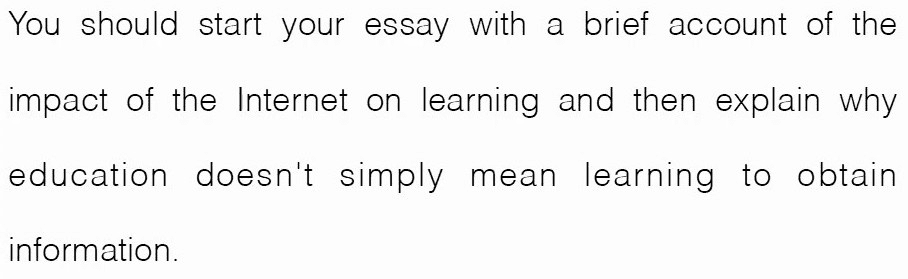 You should start your essay with a brief account of the
impact of the Internet on learning and then explain why
education doesn't simply mean learning to obtain
information.